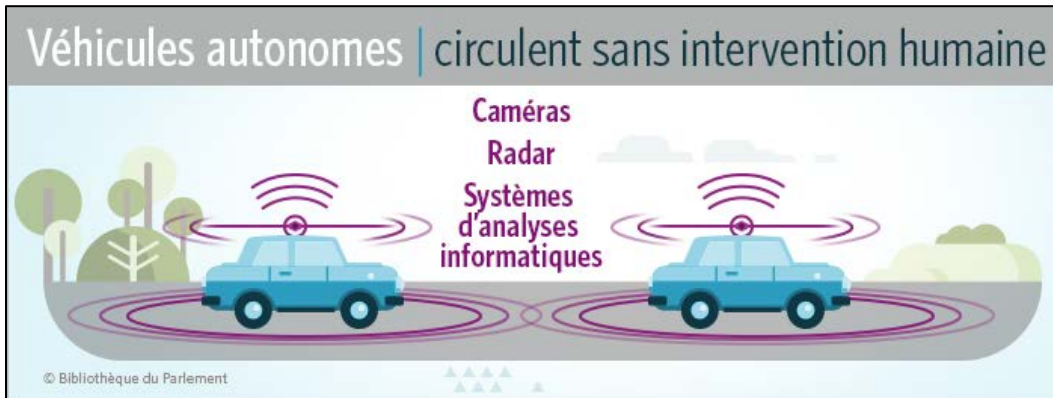 Véhicules autonomes | circulent sans intervention humaine
Caméras
Radar
Systèmes
d'analyses
informatiques
© Bibliothèque du Parlement